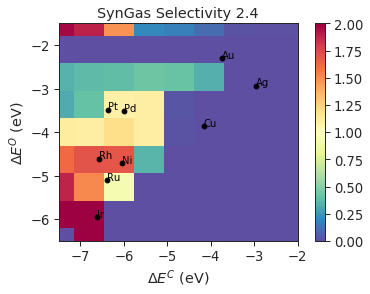 SynGas Selectivity 2.4
2.00
1.75
1.50
1.25
1.00
0.75
0.50
0.25
0.00
−2
−3
−4
−5
−6
ΔE^O (eV)
Au
Ag
Pt Pd
Cu
Rh Ni
Ru
Ir
−7 −6 −5 −4 −3 −2
ΔE^C (eV)